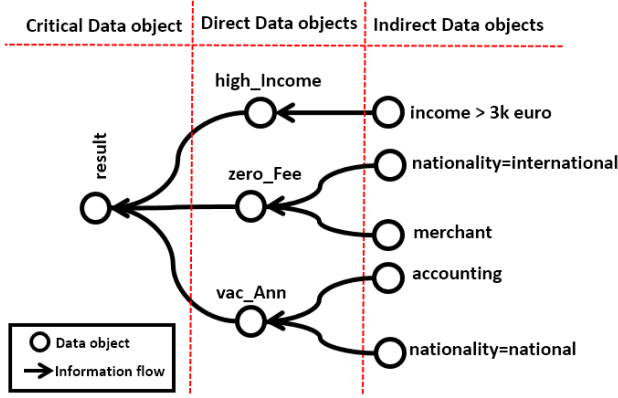 Critical Data object
Direct Data objects
Indirect Data objects
high_Income
income > 3k euro
result
nationality=international
zero_Fee
merchant
accounting
vac_Ann
nationality=national
Data object
Information flow